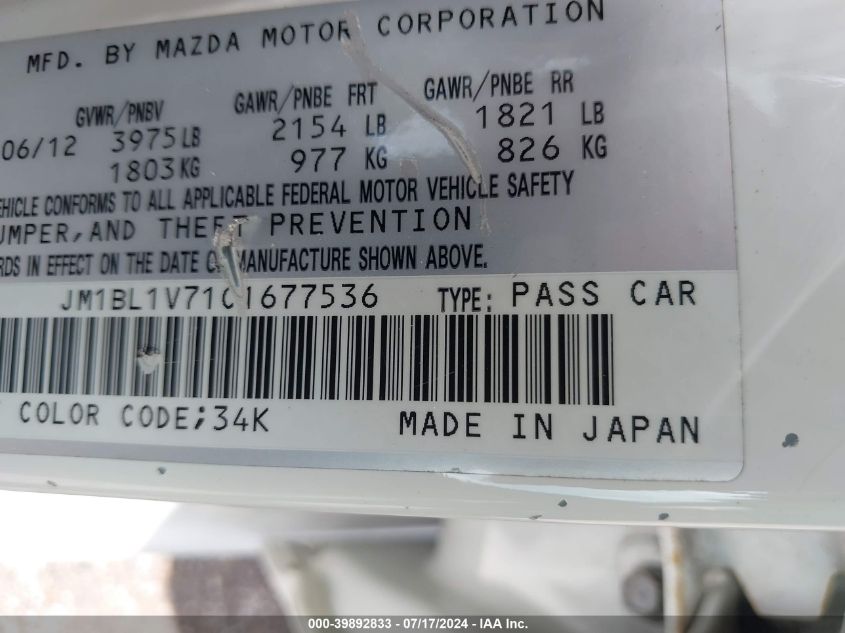 MFD. BY MAZDA MOTOR CORPORATION
GVWR/PNBV GAWR/PNBE FRT GAWR/PNBE RR
06/12 3975LB 2154 LB 1821 LB
1803KG 977 KG 826 KG
EHICLE CONFORMS TO ALL APPLICABLE FEDERAL MOTOR VEHICLE SAFETY
UMPER,AND THEFT PREVENTION
RDS IN EFFECT ON THE DATE OF MANUFACTURE SHOWN ABOVE.
JM1BL1V71C1677536 TYPE: PASS CAR
COLOR CODE;34K MADE IN JAPAN
000-39892833 - 07/17/2024 - IAA Inc.